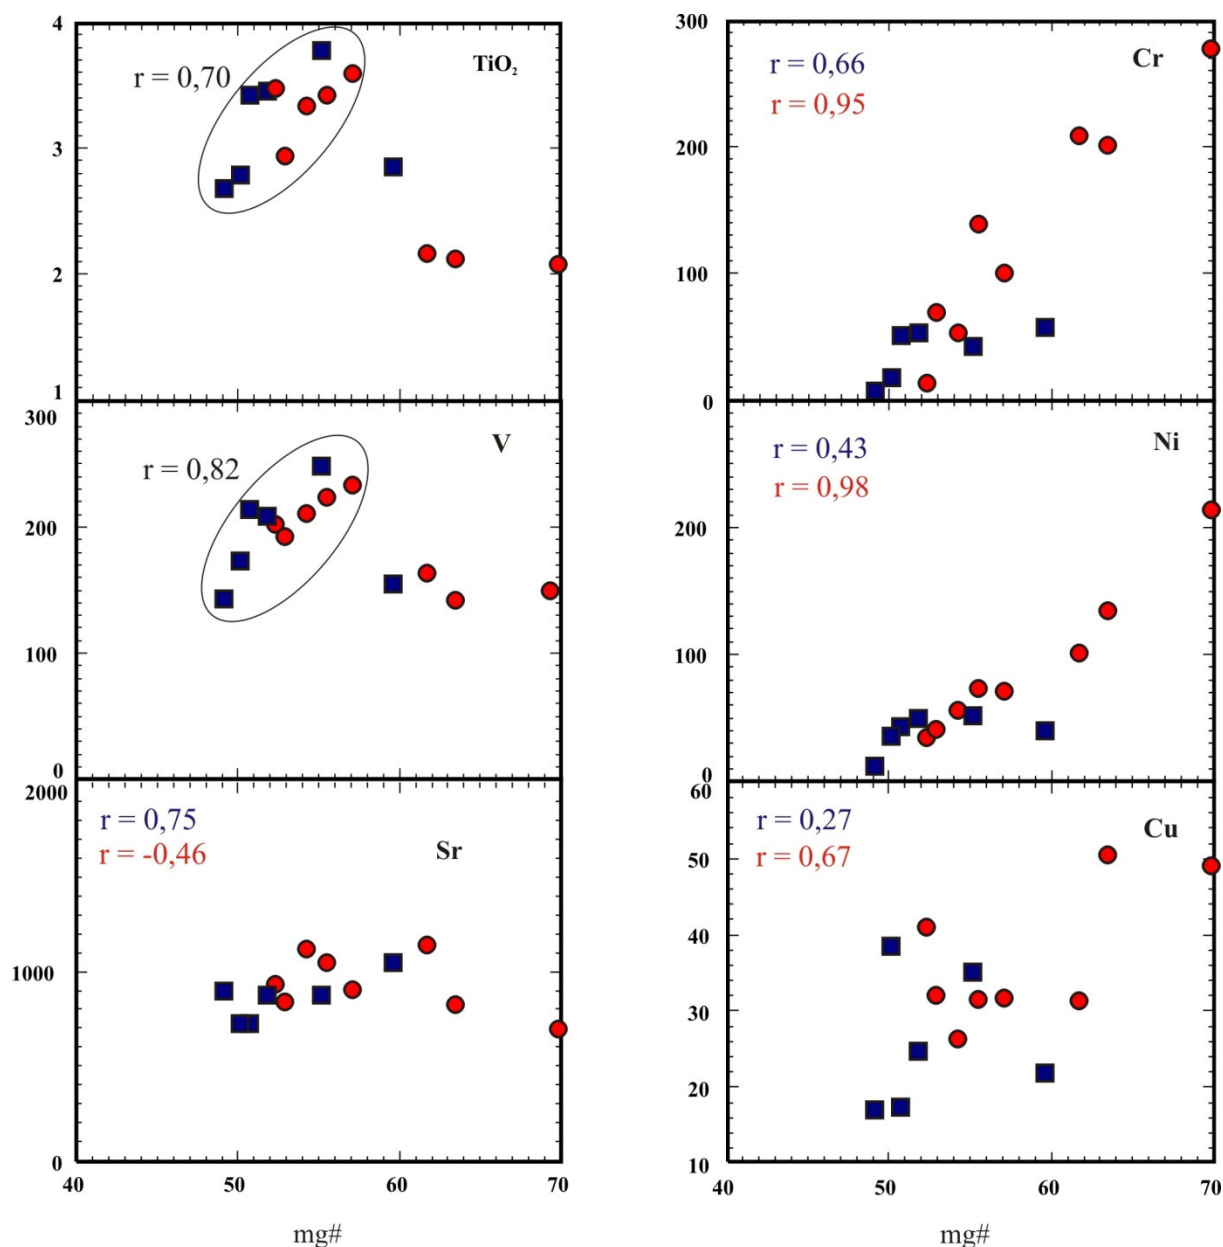 4
3
2
1
TiO₂
r = 0,70
300
200
100
0
V
r = 0,82
2000
1000
0
r = 0,75
r = -0,46
Sr
40 50 60 70
mg#
300
200
100
0
r = 0,66
r = 0,95
Cr
200
100
0
r = 0,43
r = 0,98
Ni
60
50
40
30
20
10
r = 0,27
r = 0,67
Cu
40 50 60 70
mg#